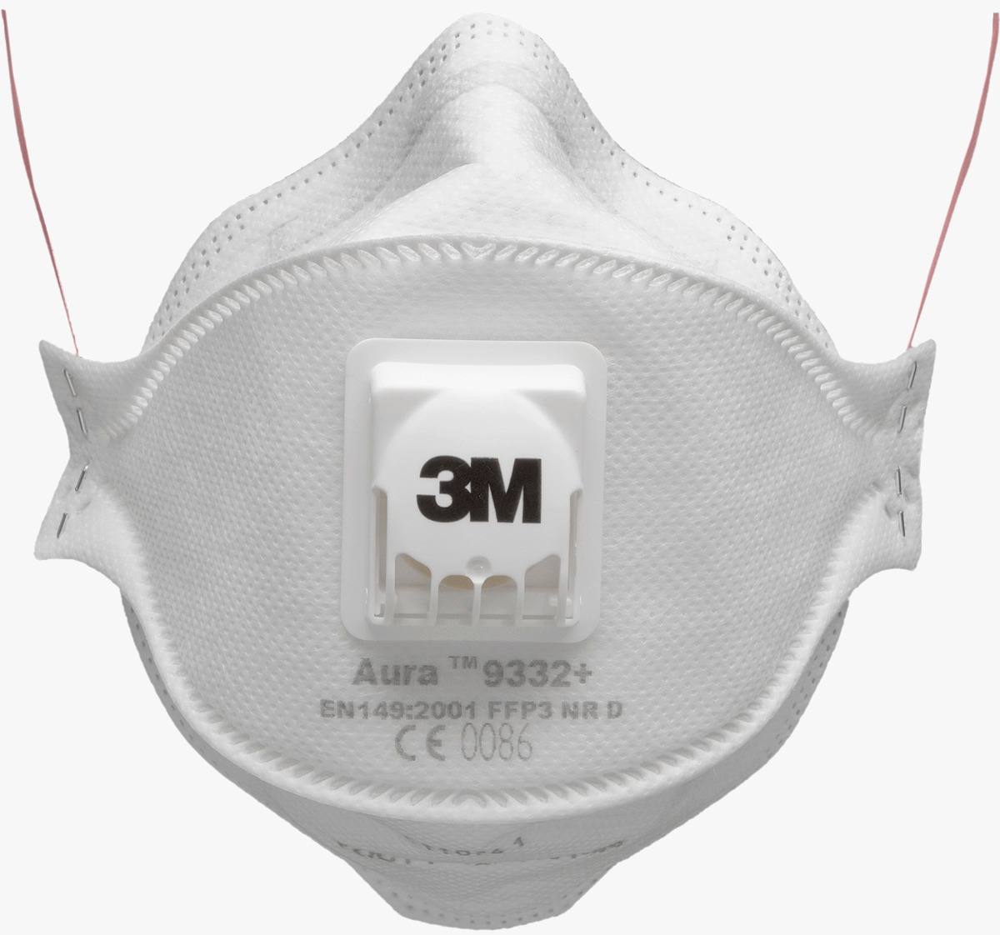 3M
Aura ™ 9332+
EN149:2001 FFP3 NR D
CE 0086